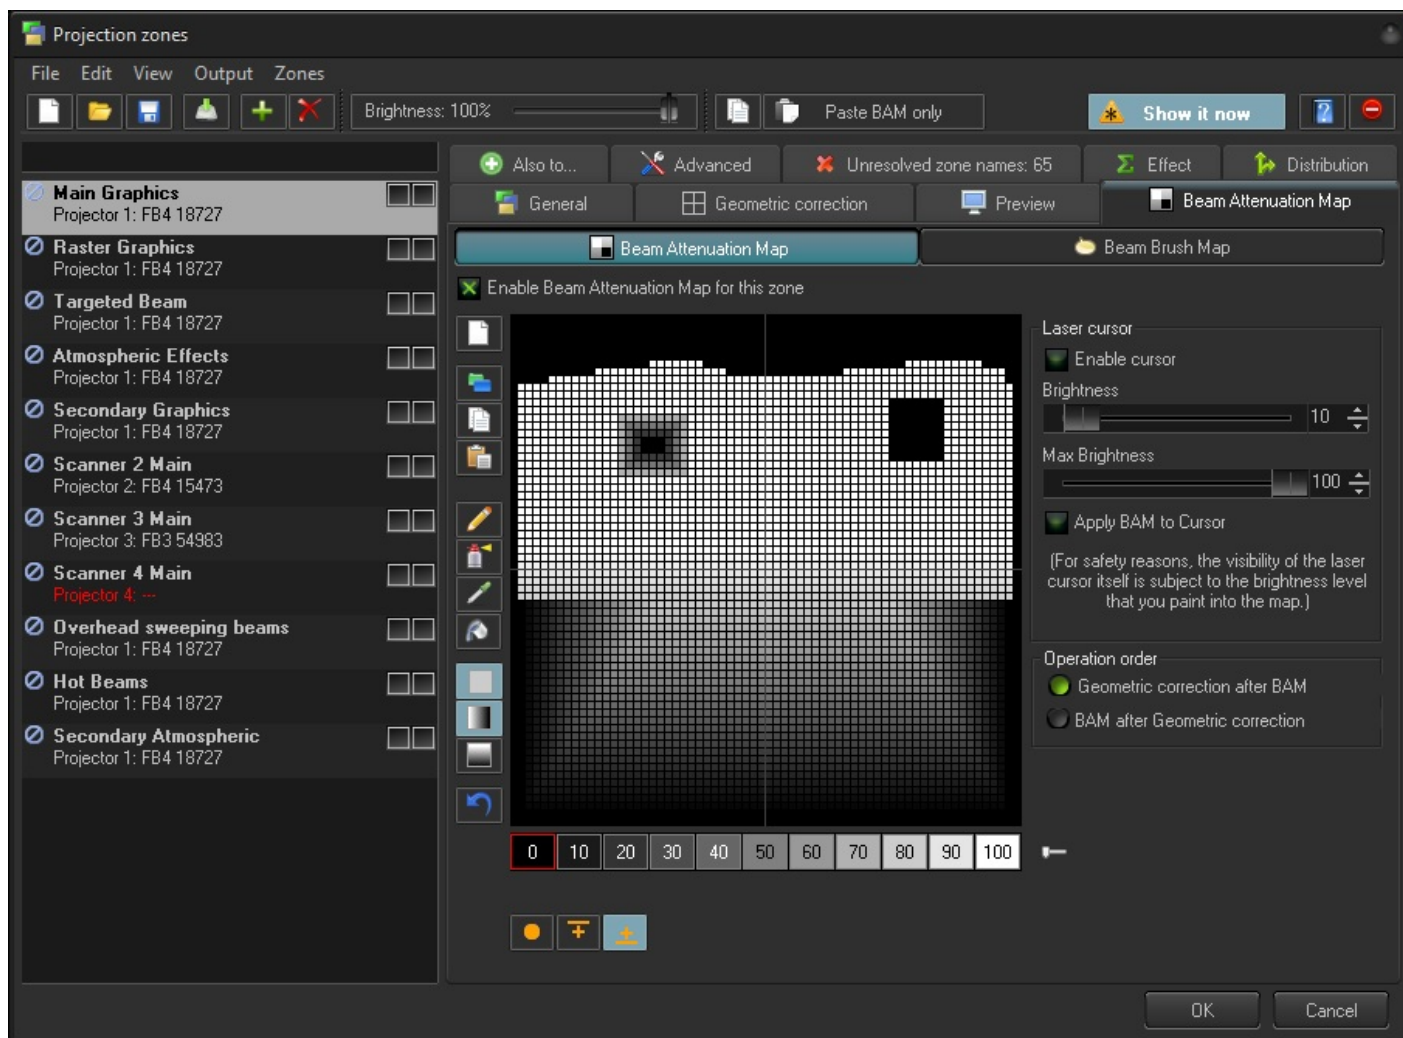 Projection zones
File Edit View Output Zones
Brightness: 100% Paste BAM only Show it now
Also to... Advanced Unresolved zone names: 65 Effect Distribution
General Geometric correction Preview Beam Attenuation Map
Beam Attenuation Map Beam Brush Map
Enable Beam Attenuation Map for this zone
Main Graphics
Projector 1: FB4 18727
Raster Graphics
Projector 1: FB4 18727
Targeted Beam
Projector 1: FB4 18727
Atmospheric Effects
Projector 1: FB4 18727
Secondary Graphics
Projector 1: FB4 18727
Scanner 2 Main
Projector 2: FB4 15473
Scanner 3 Main
Projector 3: FB3 54983
Scanner 4 Main
Projector 4: ---
Overhead sweeping beams
Projector 1: FB4 18727
Hot Beams
Projector 1: FB4 18727
Secondary Atmospheric
Projector 1: FB4 18727
Laser cursor
Enable cursor
Brightness
10
Max Brightness
100
Apply BAM to Cursor
(For safety reasons, the visibility of the laser
cursor itself is subject to the brightness level
that you paint into the map.)
Operation order
Geometric correction after BAM
BAM after Geometric correction
0 10 20 30 40 50 60 70 80 90 100
OK Cancel